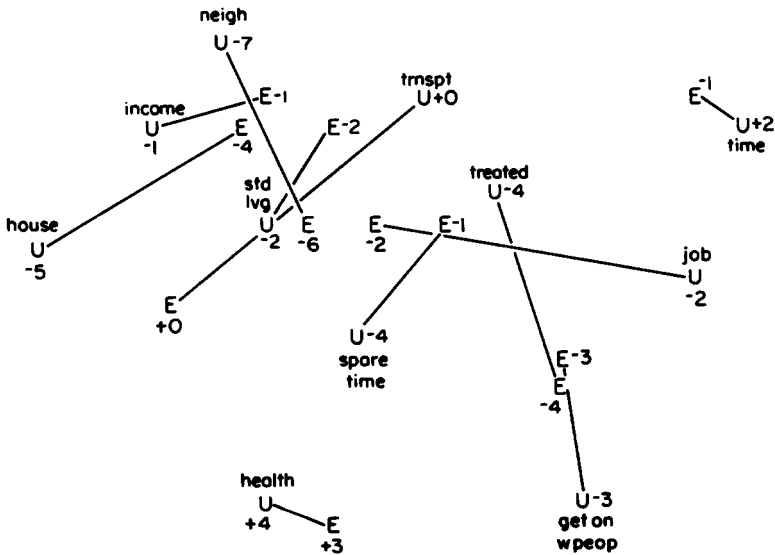 neigh
U-7
trnspt
U+0
E-1
E-1
income
U
-1
E
-4
E-2
U+2
time
treated
U-4
std
lvg
U
-2
E
-6
E
-2
E-1
house
U
-5
job
U
-2
E
+0
U-4
spare
time
E-3
E
-4
health
U
+4
E
+3
U-3
get on
wpeop